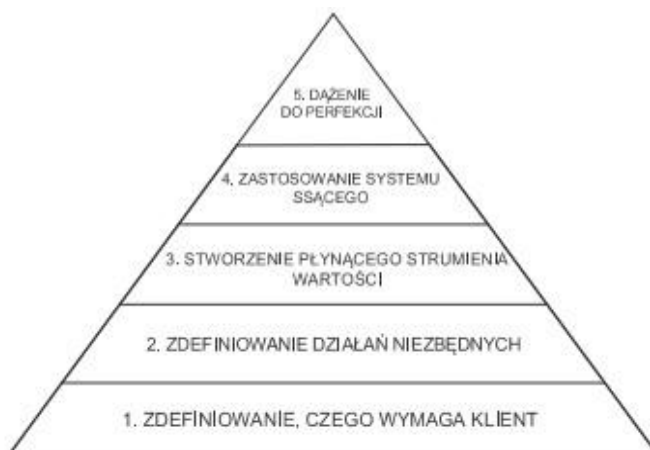 5. DĄŻENIE
DO PERFEKCJI
4. ZASTOSOWANIE SYSTEMU
SSĄCEGO
3. STWORZENIE PŁYNĄCEGO STRUMIENIA
WARTOŚCI
2. ZDEFINIOWANIE DZIAŁAŃ NIEZBĘDNYCH
1. ZDEFINIOWANIE, CZEGO WYMAGA KLIENT